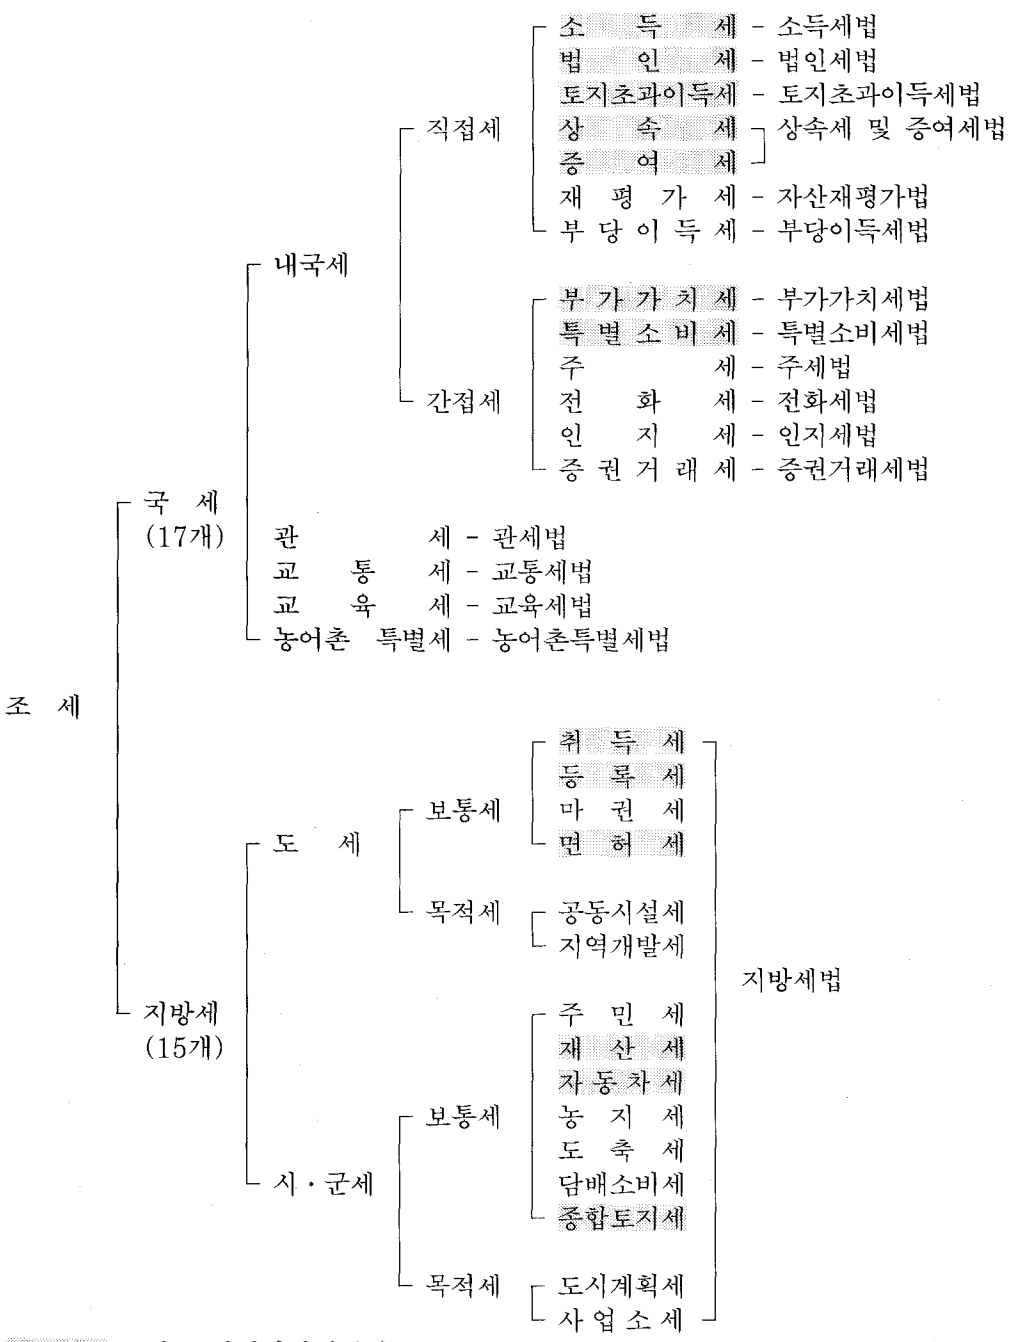 소 득 세 - 소득세법
법 인 세 - 법인세법
토지초과이득세 - 토지초과이득세법
직접세
상 속 세
상속세 및 증여세법
증 여 세
재 평 가 세 - 자산재평가법
부 당 이 득 세 - 부당이득세법
내국세
부 가 가 치 세 - 부가가치세법
특 별 소 비 세 - 특별소비세법
주 세 - 주세법
간접세
전 화 세 - 전화세법
인 지 세 - 인지세법
증 권 거 래 세 - 증권거래세법
국 세
(17개)
관 세 - 관세법
교 통 세 - 교통세법
교 육 세 - 교육세법
농어촌 특별세 - 농어촌특별세법
조 세
취 득 세
등 록 세
보통세
마 권 세
면 허 세
도 세
목적세
공동시설세
지역개발세
지방세법
지방세
(15개)
주 민 세
재 산 세
자 동 차 세
보통세
농 지 세
도 축 세
시·군세
담배소비세
종합토지세
목적세
도시계획세
사 업 소 세